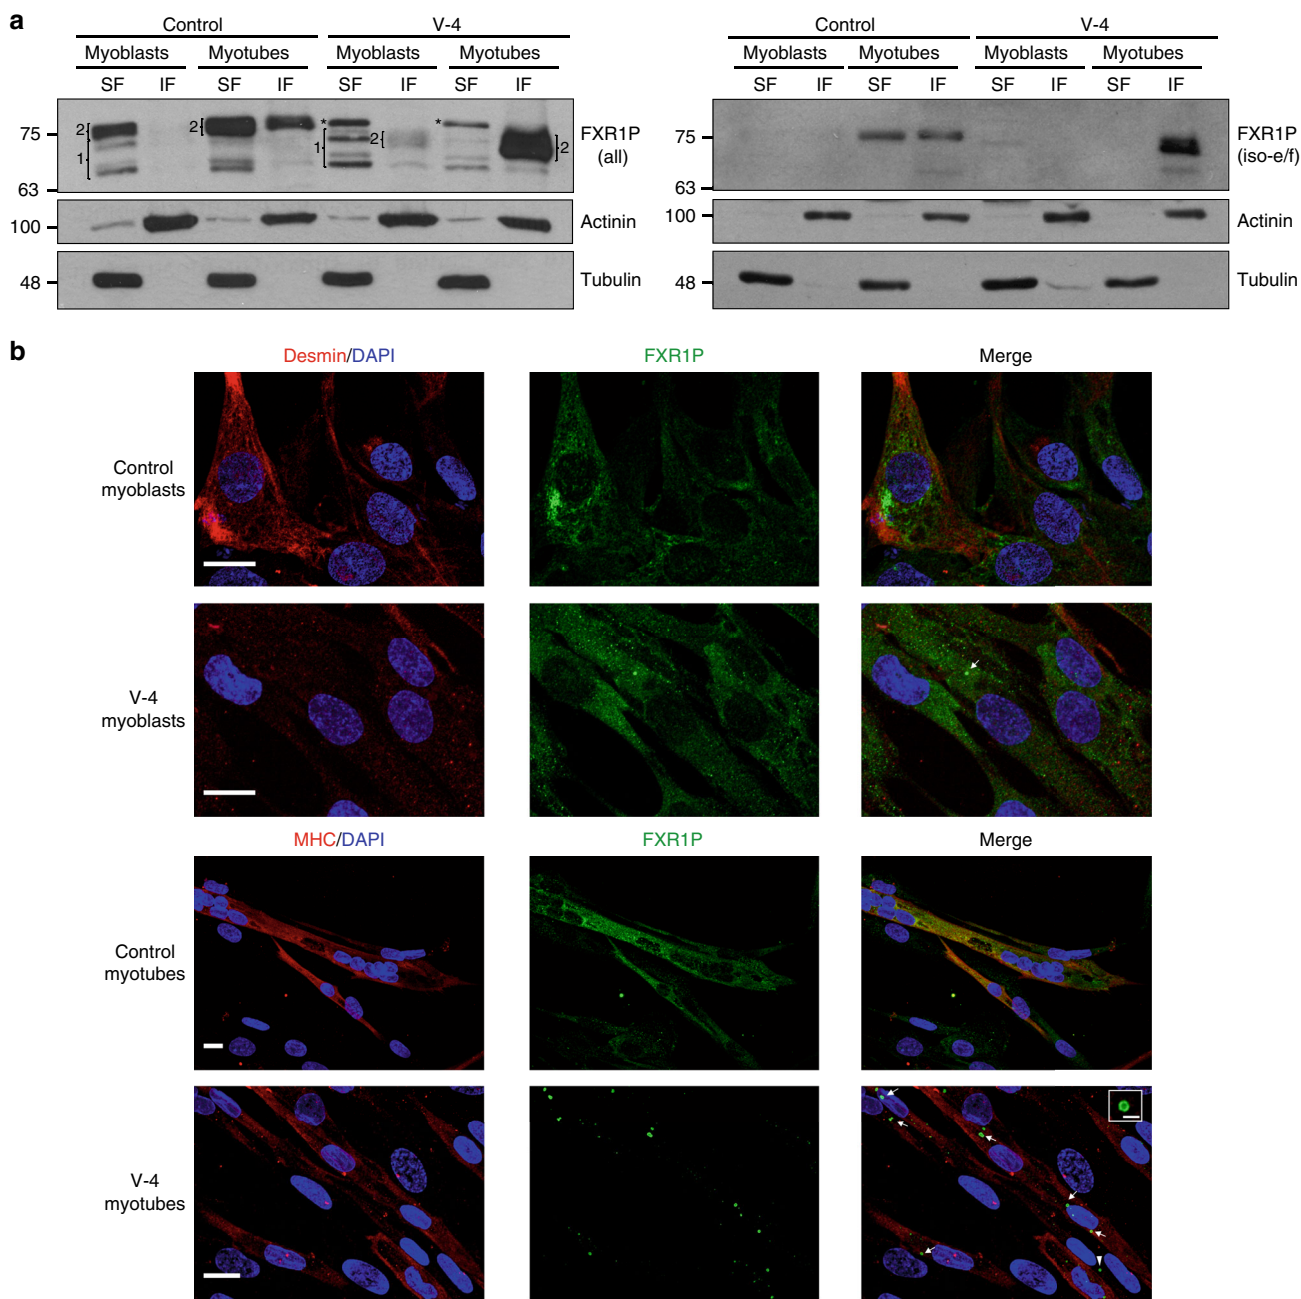 a
Control V-4
Myoblasts Myotubes Myoblasts Myotubes
SF IF SF IF SF IF SF IF
75
63
2
1
2
*
1
2
*
2
FXR1P
(all)
100
Actinin
48
Tubulin
Control V-4
Myoblasts Myotubes Myoblasts Myotubes
SF IF SF IF SF IF SF IF
75
63
FXR1P
(iso-e/f)
100
Actinin
48
Tubulin
b
Desmin/DAPI FXR1P Merge
Control
myoblasts
V-4
myoblasts
MHC/DAPI FXR1P Merge
Control
myotubes
V-4
myotubes